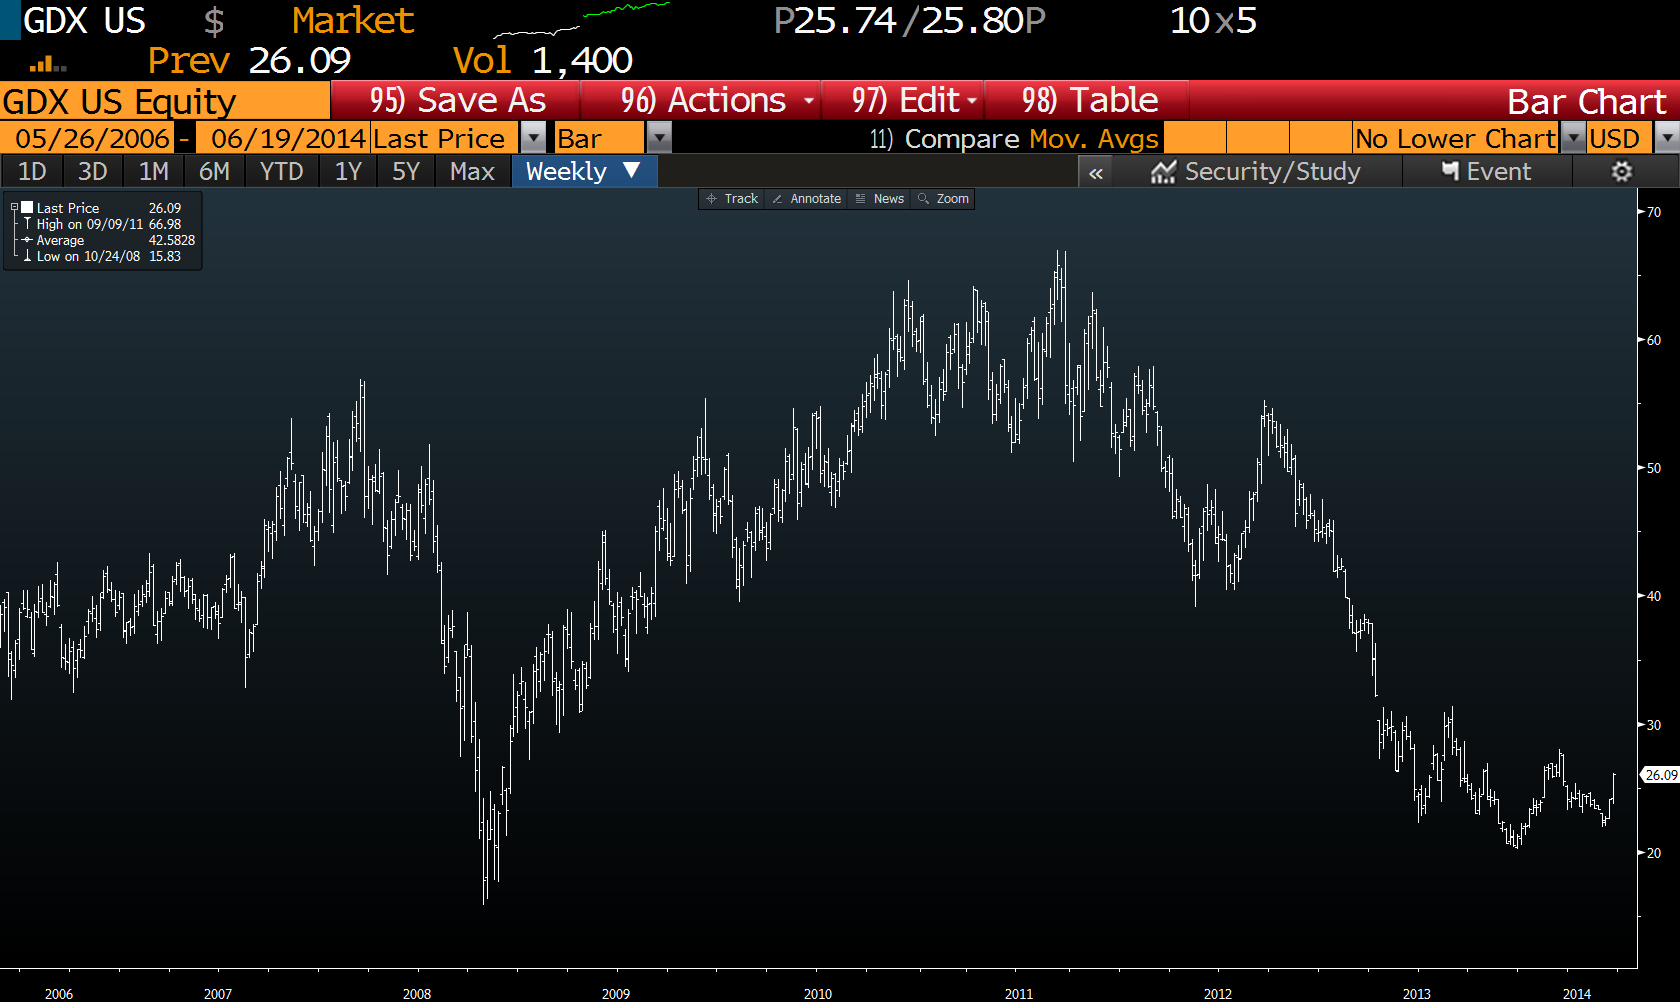 GDX US $ Market P25.74/25.80P 10x5
Prev 26.09 Vol 1,400
GDX US Equity 95) Save As 96) Actions 97) Edit 98) Table Bar Chart
05/26/2006 - 06/19/2014 Last Price Bar 11) Compare Mov. Avgs No Lower Chart USD
1D 3D 1M 6M YTD 1Y 5Y Max Weekly ▼ « Security/Study Event
Track Annotate News Zoom
Last Price 26.09
High on 09/09/11 66.98
Average 42.5828
Low on 10/24/08 15.83
70
60
50
40
30
26.09
20
2006 2007 2008 2009 2010 2011 2012 2013 2014